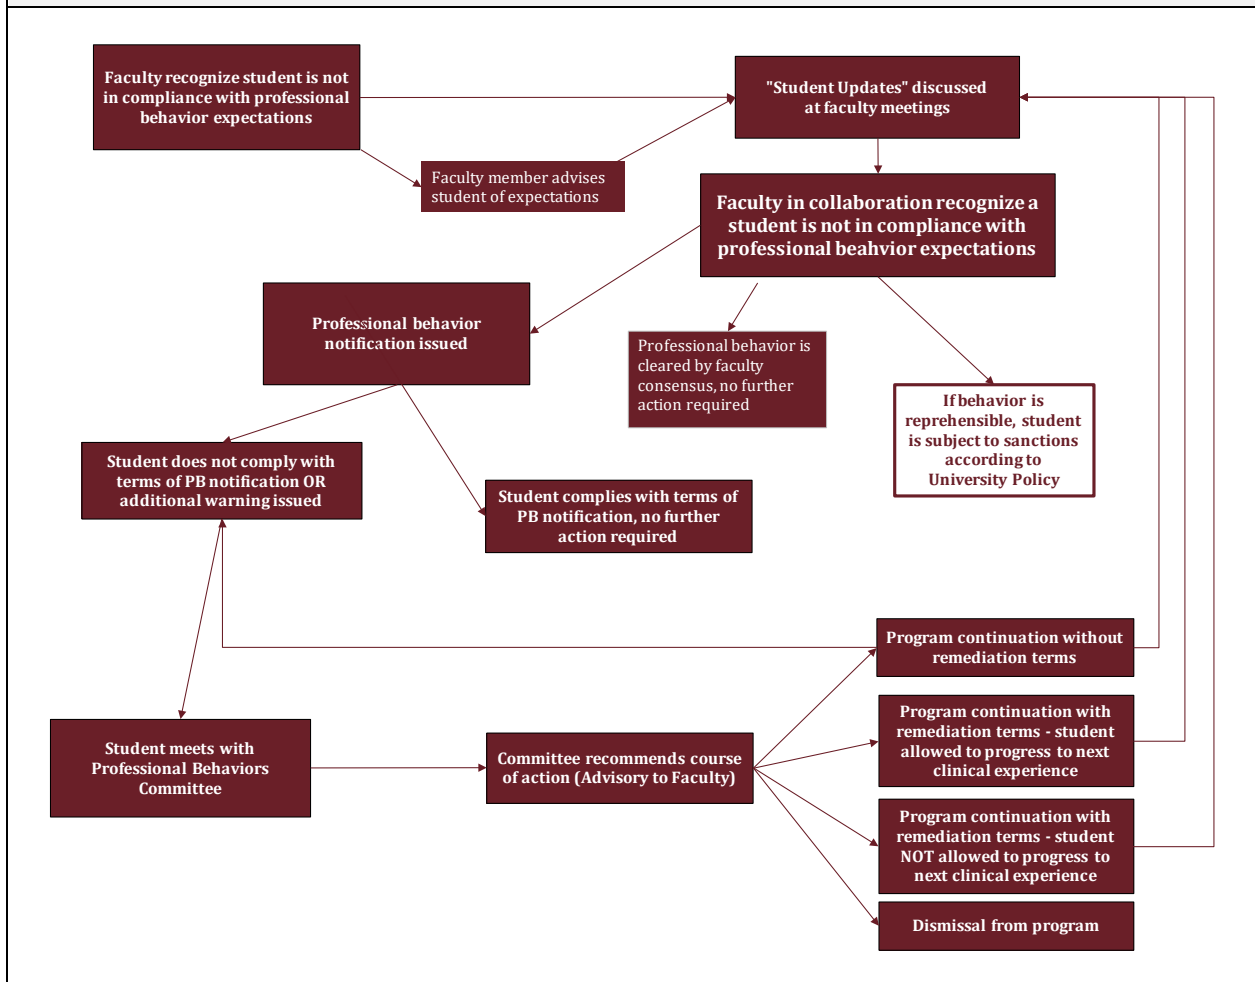 Faculty recognize student is not
in compliance with professional
behavior expectations
"Student Updates" discussed
at faculty meetings
Faculty member advises
student of expectations
Faculty in collaboration recognize a
student is not in compliance with
professional beahvior expectations
Professional behavior
notification issued
Professional behavior is
cleared by faculty
consensus, no further
action required
If behavior is
reprehensible, student
is subject to sanctions
according to
University Policy
Student does not comply with
terms of PB notification OR
additional warning issued
Student complies with terms of
PB notification, no further
action required
Program continuation without
remediation terms
Program continuation with
remediation terms - student
allowed to progress to next
clinical experience
Student meets with
Professional Behaviors
Committee
Committee recommends course
of action (Advisory to Faculty)
Program continuation with
remediation terms - student
NOT allowed to progress to
next clinical experience
Dismissal from program